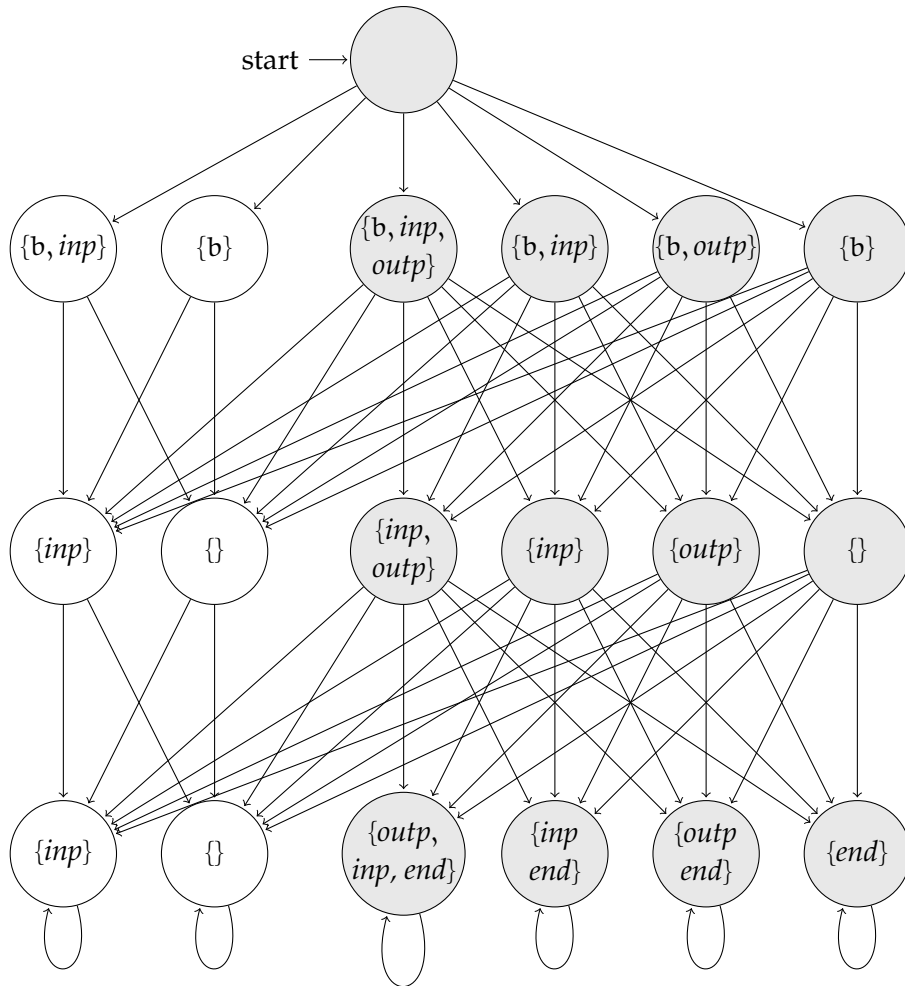 start
{b, inp}
{b}
{b, inp,
outp}
{b, inp}
{b, outp}
{b}
{inp}
{}
{inp,
outp}
{inp}
{outp}
{}
{inp}
{}
{outp,
inp, end}
{inp
end}
{outp
end}
{end}